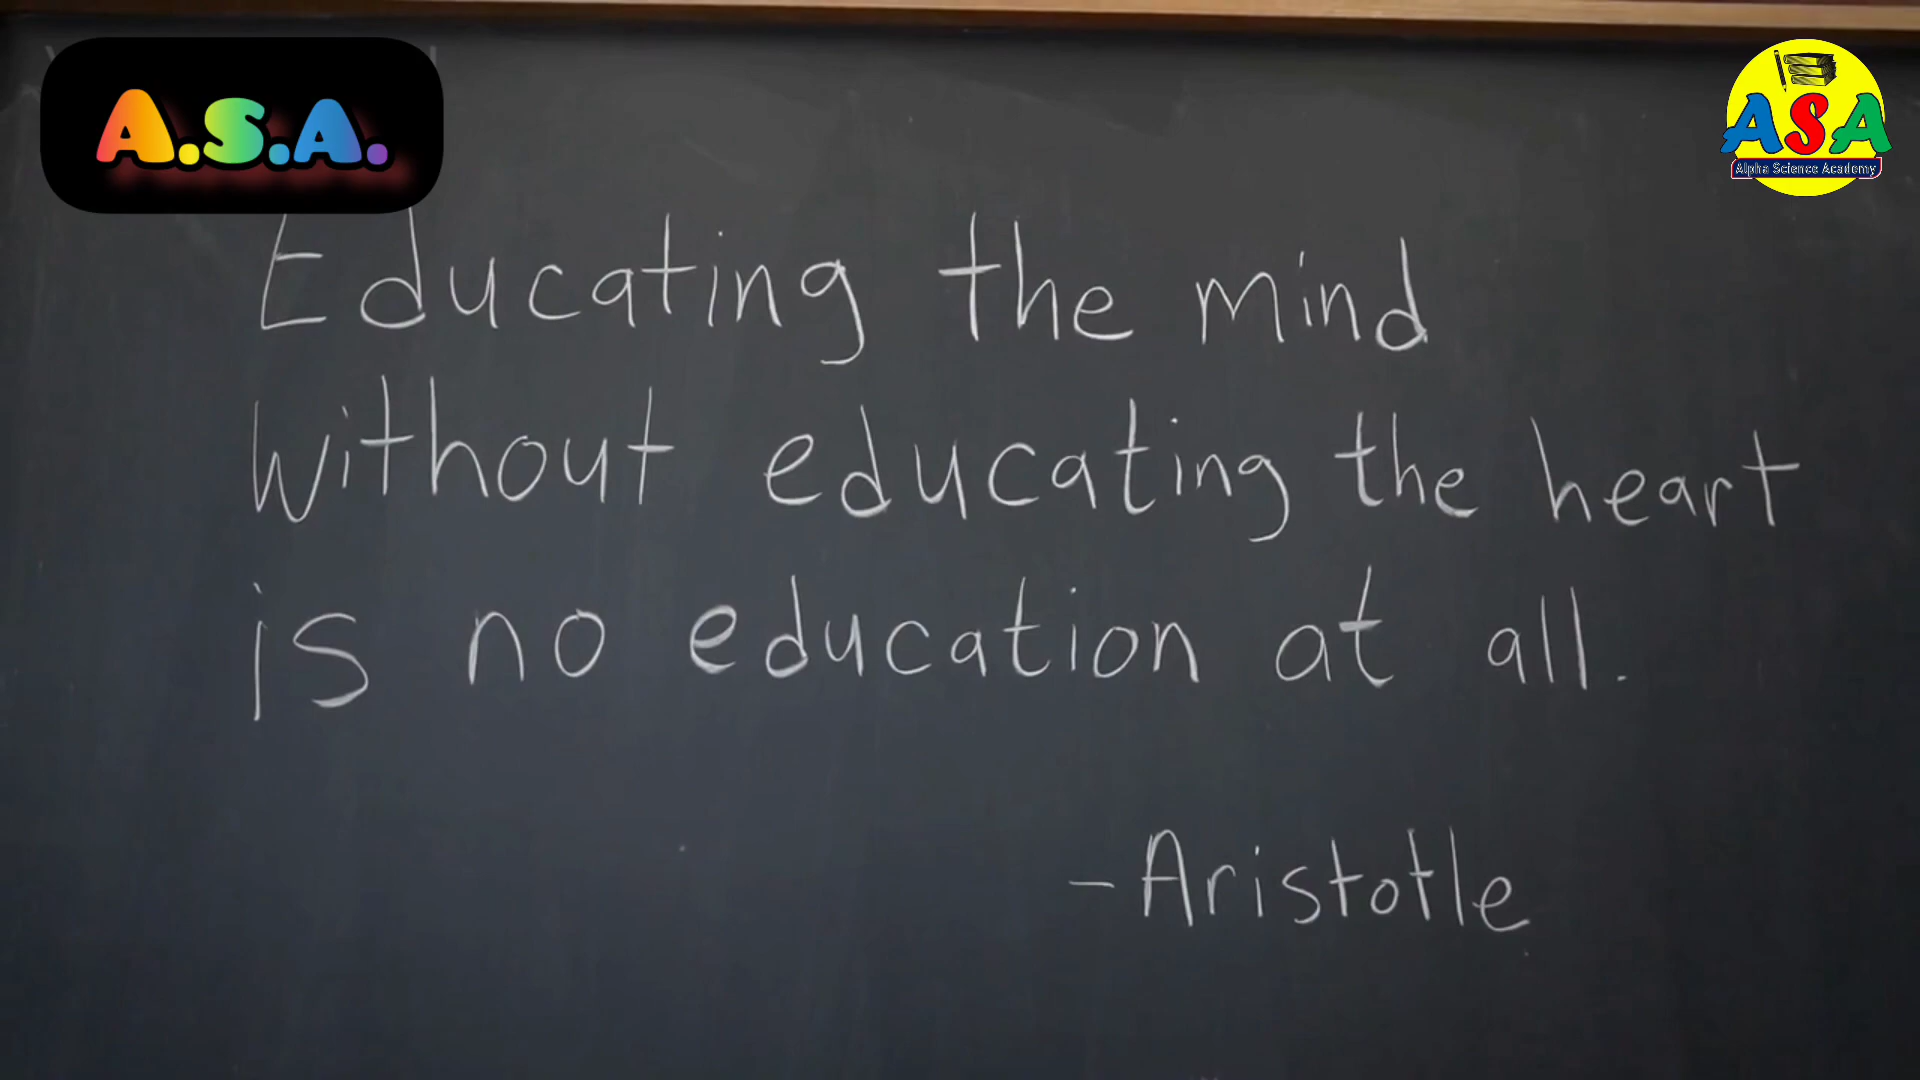 A.S.A.
ASA
Alpha Science Academy
Educating the mind
without educating the heart
is no education at all.
-Aristotle